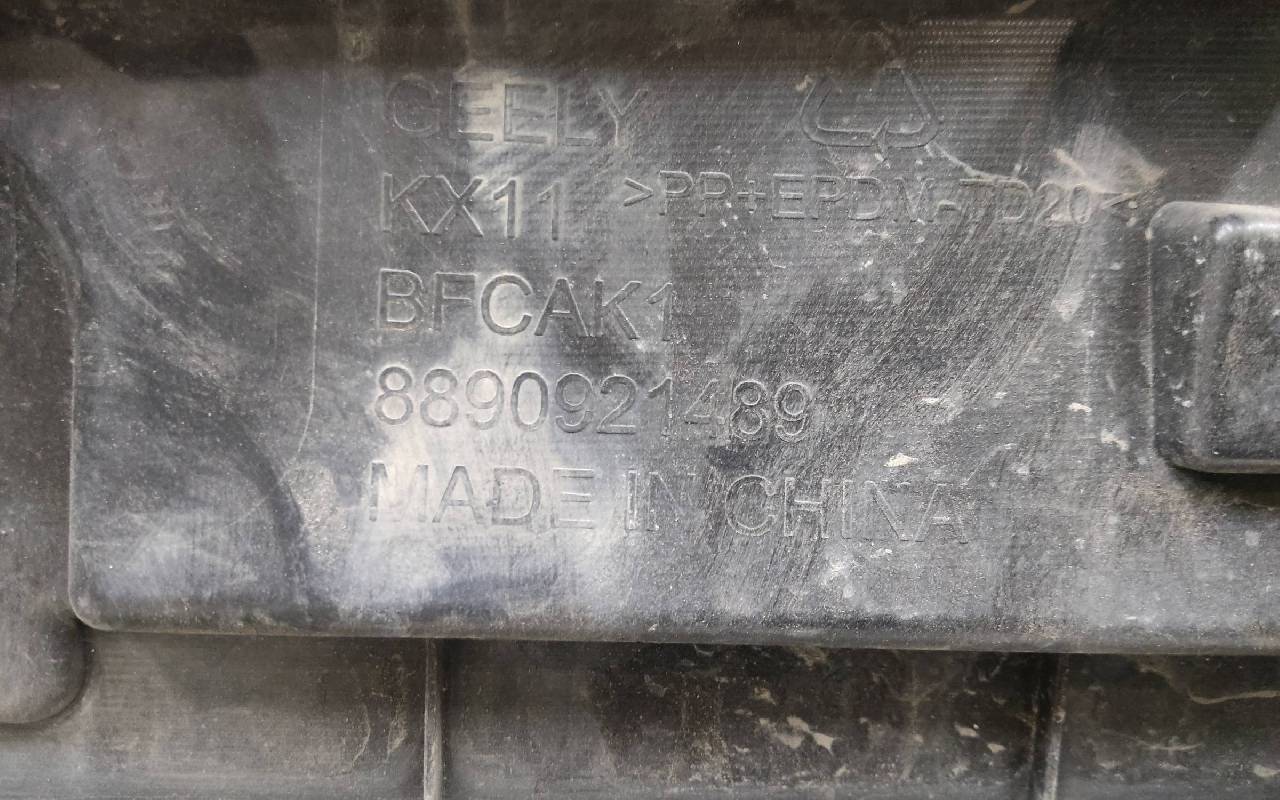 GEELY
KX11 >PP+EPDM-TD20<
BFCAK1
8890921489
MADE IN CHINA